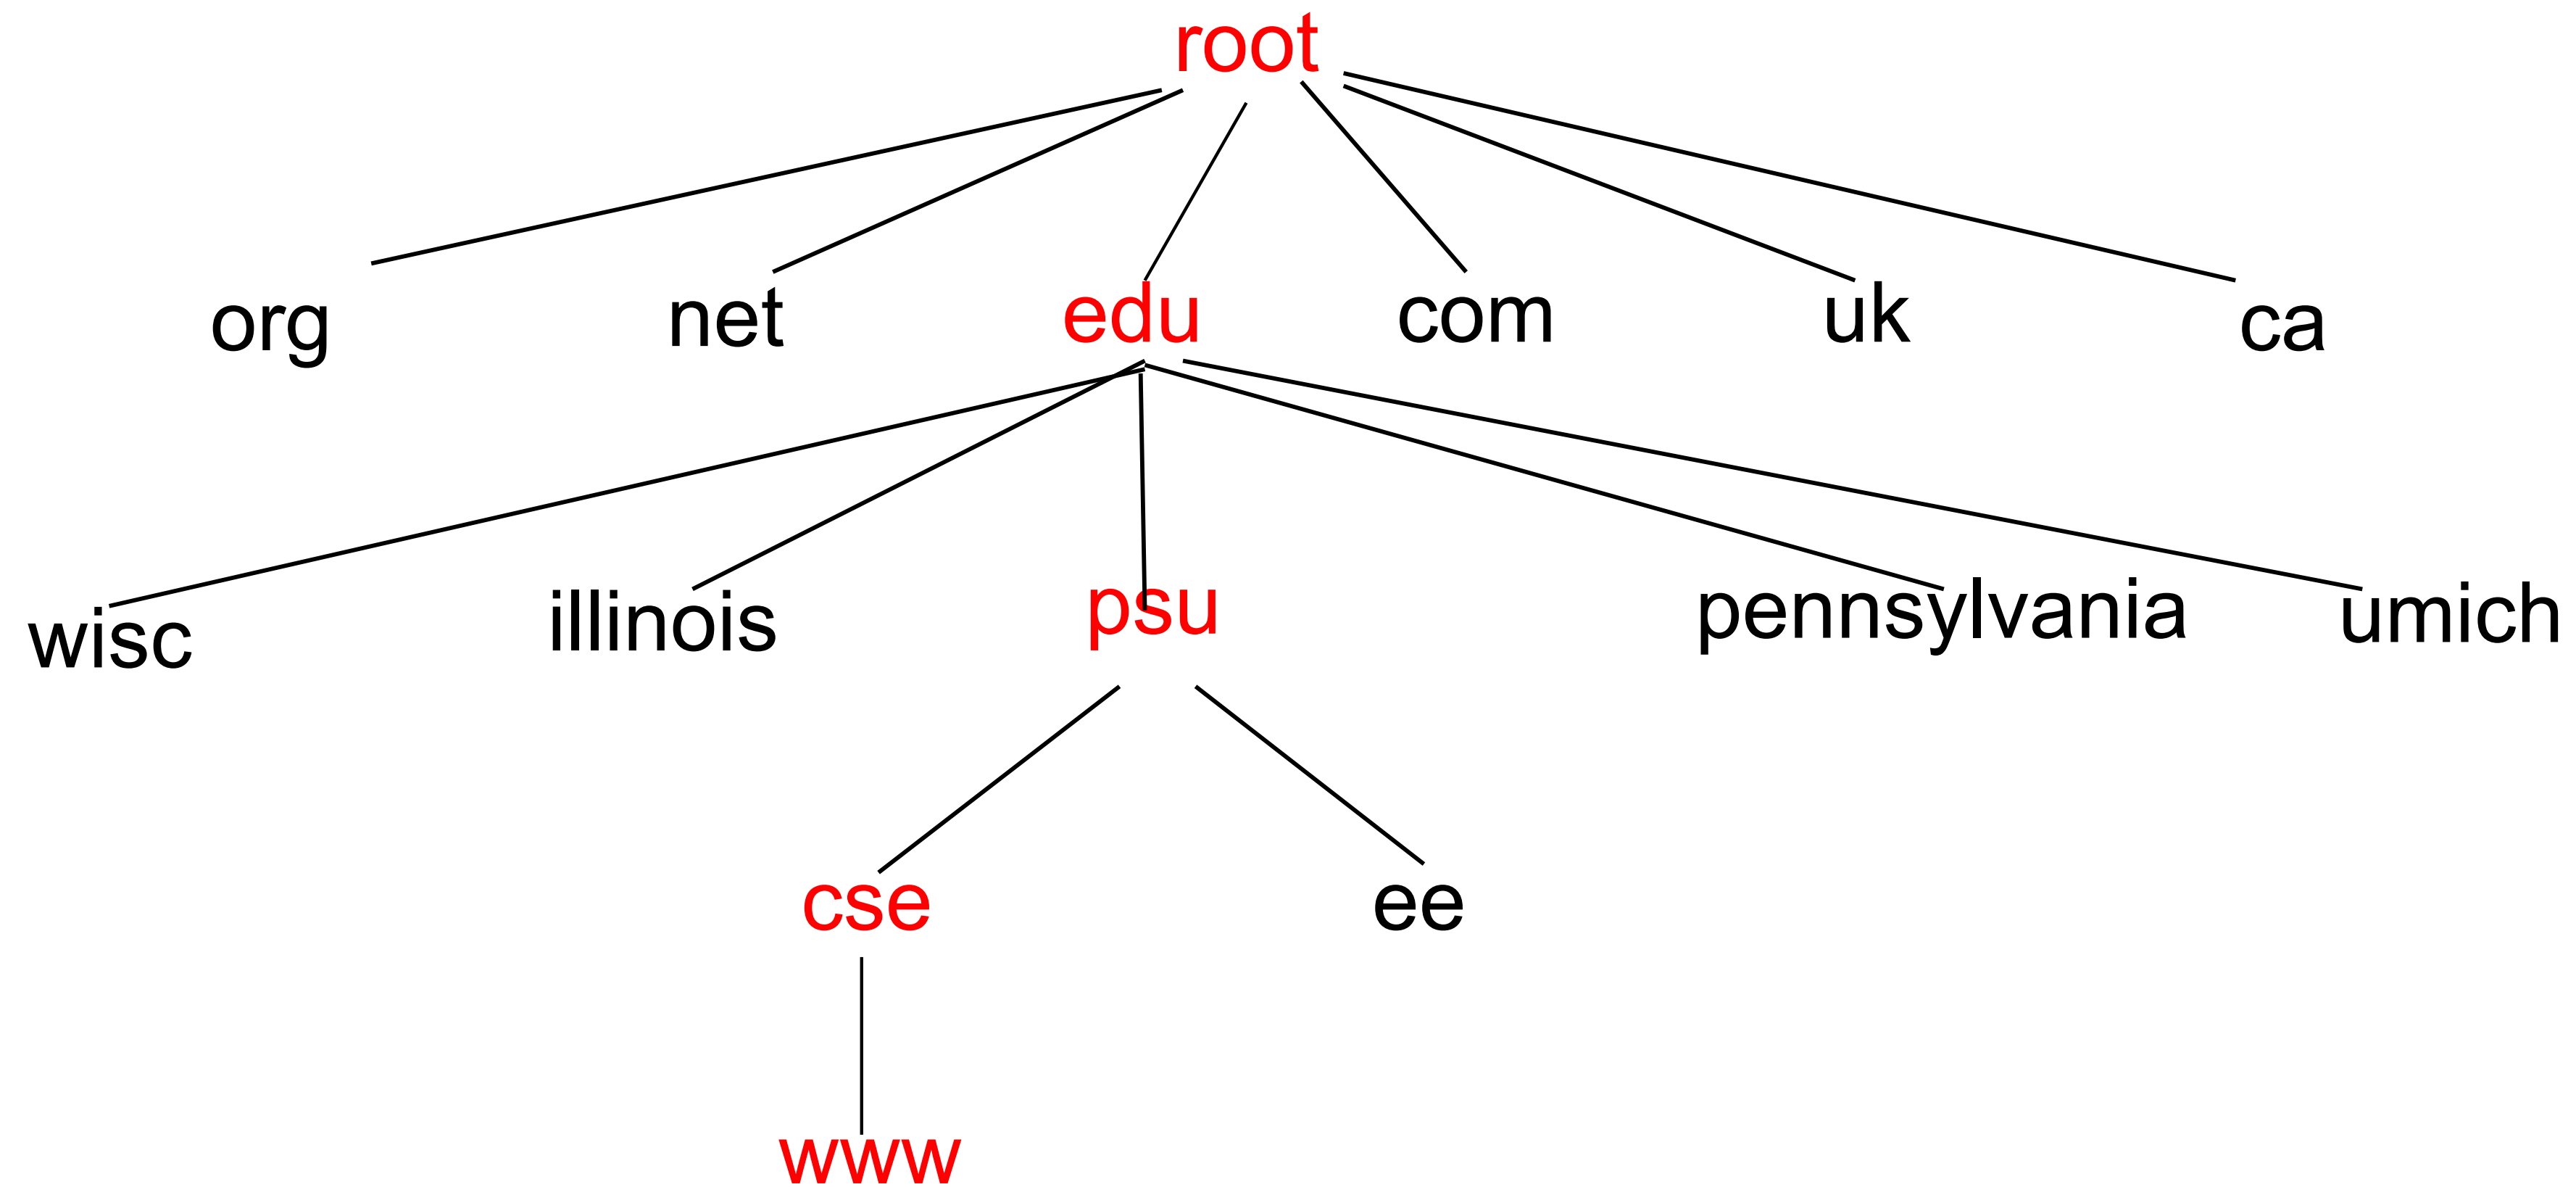 root
org net edu com uk ca
wisc illinois psu pennsylvania umich
cse ee
www